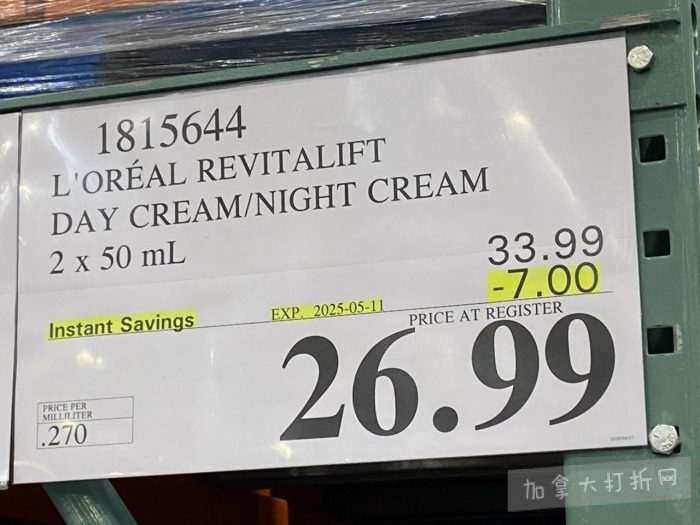 1815644
L'ORÉAL REVITALIFT
DAY CREAM/NIGHT CREAM
2 x 50 mL
33.99
-7.00
Instant Savings
EXP. 2025-05-11
PRICE AT REGISTER
26.99
PRICE PER
MILLILITER
.270
加拿大打折网